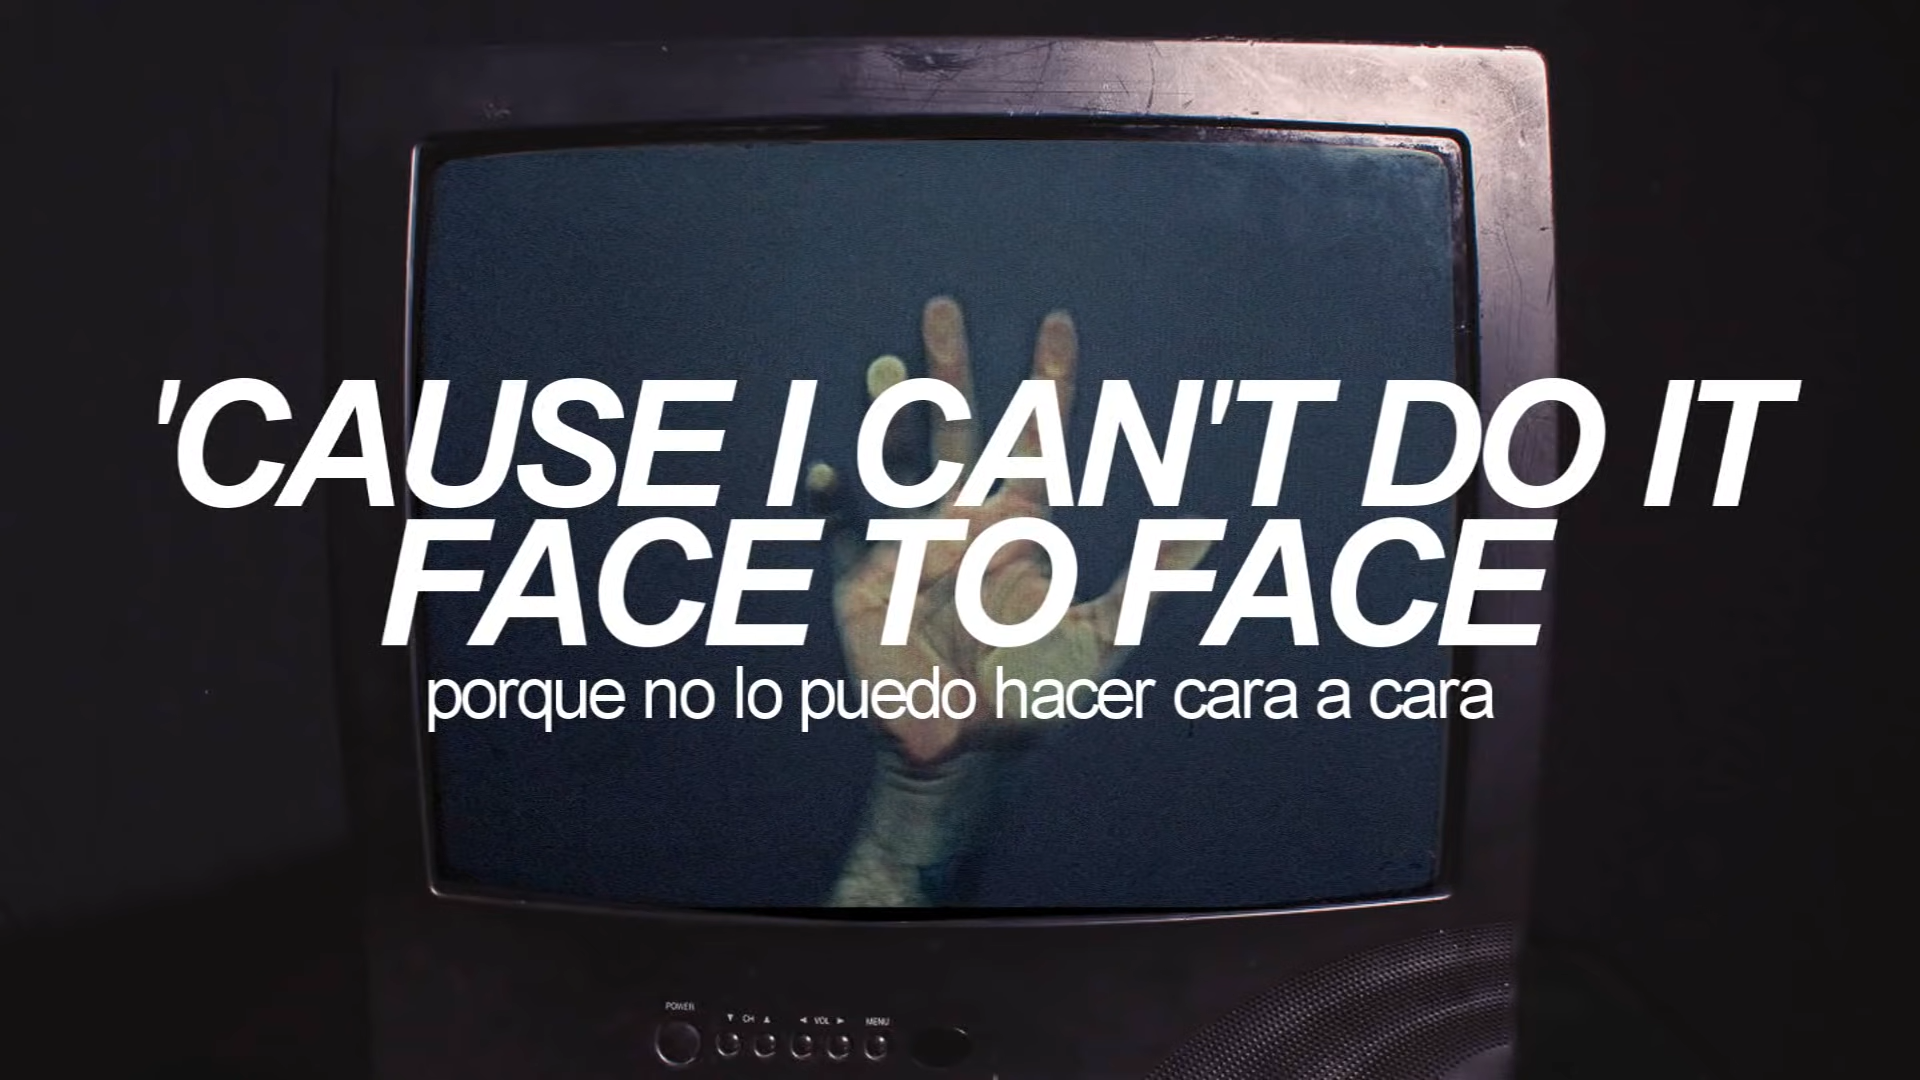 'CAUSE I CAN'T DO IT
FACE TO FACE
porque no lo puedo hacer cara a cara
POWER
▼ CH ▲
◄ VOL ►
MENU